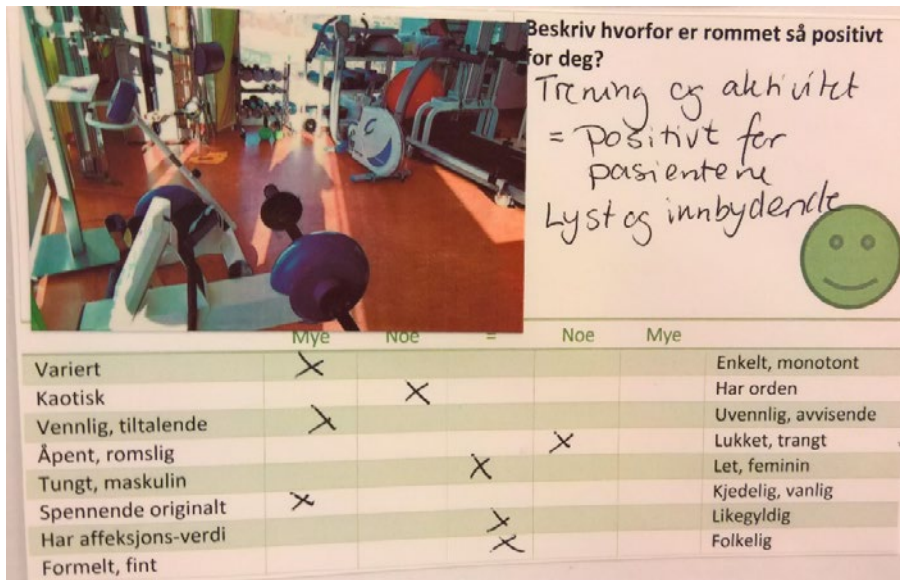 Beskriv hvorfor er rommet så positivt
for deg?
Trening og aktivitet
= positivt for
pasientene
Lyst og innbydende
Mye Noe = Noe Mye
Variert X Enkelt, monotont
Kaotisk X Har orden
Vennlig, tiltalende X Uvennlig, avvisende
Åpent, romslig X Lukket, trangt
Tungt, maskulin X Let, feminin
Spennende originalt X Kjedelig, vanlig
Har affeksjons-verdi X Likegyldig
Formelt, fint X Folkelig